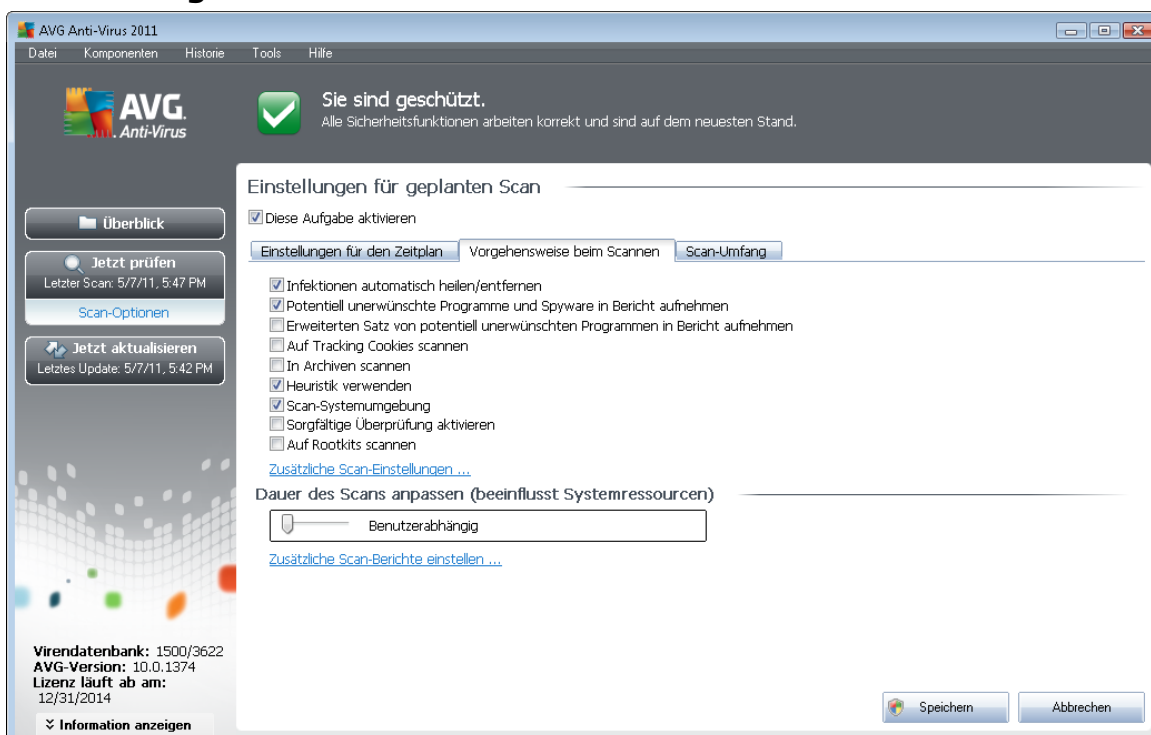 AVG Anti-Virus 2011
Datei Komponenten Historie Tools Hilfe
AVG.
Anti-Virus
Sie sind geschützt.
Alle Sicherheitsfunktionen arbeiten korrekt und sind auf dem neuesten Stand.
Überblick
Jetzt prüfen
Letzter Scan: 5/7/11, 5:47 PM
Scan-Optionen
Jetzt aktualisieren
Letztes Update: 5/7/11, 5:42 PM
Virendatenbank: 1500/3622
AVG-Version: 10.0.1374
Lizenz läuft ab am:
12/31/2014
Information anzeigen
Einstellungen für geplanten Scan
Diese Aufgabe aktivieren
Einstellungen für den Zeitplan Vorgehensweise beim Scannen Scan-Umfang
Infektionen automatisch heilen/entfernen
Potentiell unerwünschte Programme und Spyware in Bericht aufnehmen
Erweiterten Satz von potentiell unerwünschten Programmen in Bericht aufnehmen
Auf Tracking Cookies scannen
In Archiven scannen
Heuristik verwenden
Scan-Systemumgebung
Sorgfältige Überprüfung aktivieren
Auf Rootkits scannen
Zusätzliche Scan-Einstellungen ...
Dauer des Scans anpassen (beeinflusst Systemressourcen)
Benutzerabhängig
Zusätzliche Scan-Berichte einstellen ...
Speichern Abbrechen